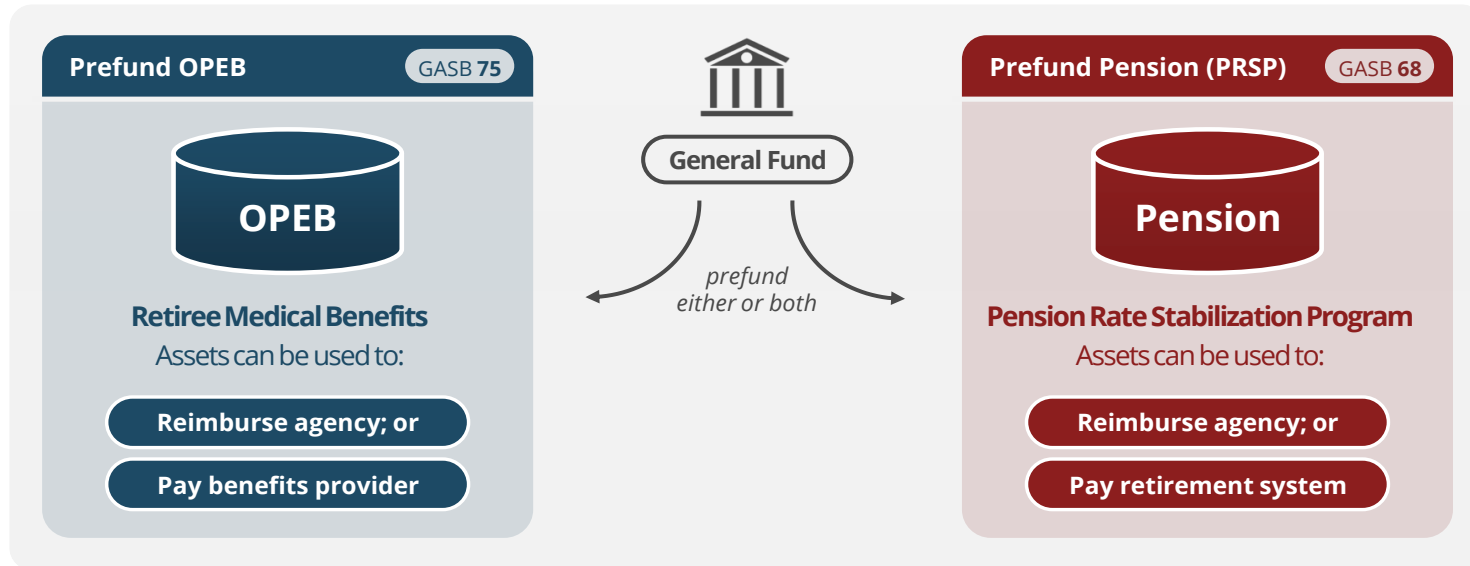 Prefund OPEB
GASB 75
OPEB
Retiree Medical Benefits
Assets can be used to:
Reimburse agency; or
Pay benefits provider
General Fund
prefund
either or both
Prefund Pension (PRSP)
GASB 68
Pension
Pension Rate Stabilization Program
Assets can be used to:
Reimburse agency; or
Pay retirement system